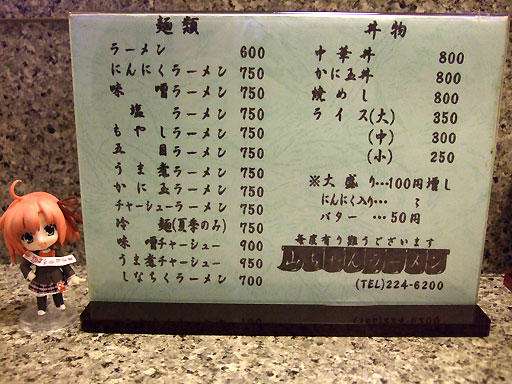 麺類
ラーメン 600
にんにくラーメン 750
味噌ラーメン 750
塩ラーメン 750
もやしラーメン 750
五目ラーメン 750
うま煮ラーメン 750
かに玉ラーメン 750
チャーシューラーメン 750
冷麺(夏季のみ) 750
味噌チャーシュー 900
うま煮チャーシュー 950
しなちくラーメン 700
丼物
中華丼 800
かに玉丼 800
焼めし 800
ライス(大) 350
(中) 300
(小) 250
※大盛り…100円増し
にんにく入り…
バター …50円
毎度有り難うございます
ラーメン
(TEL)224-6200